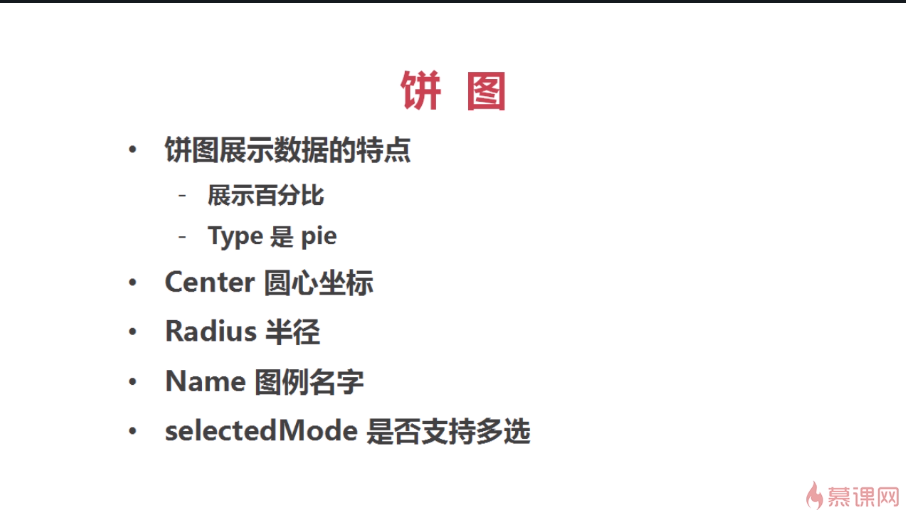 饼 图
• 饼图展示数据的特点
- 展示百分比
- Type 是 pie
• Center 圆心坐标
• Radius 半径
• Name 图例名字
• selectedMode 是否支持多选
慕课网